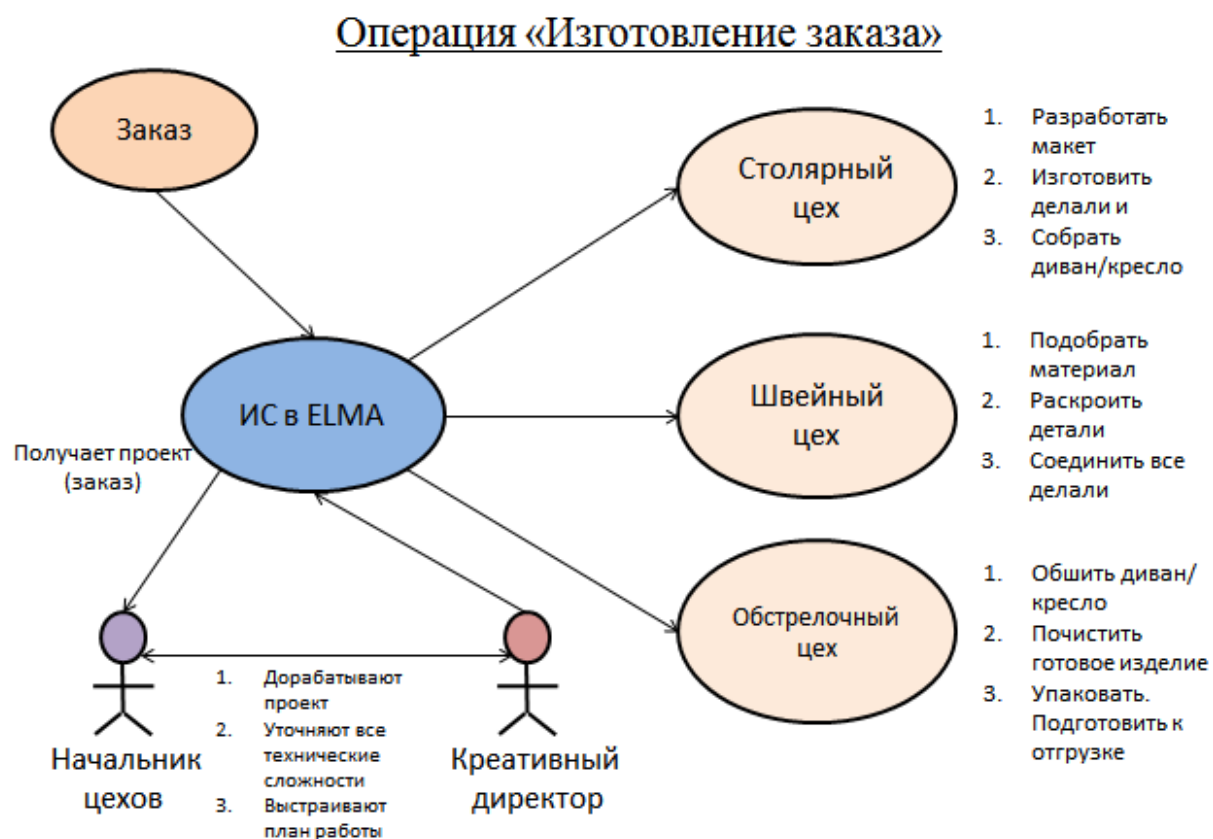 Операция «Изготовление заказа»
Заказ
Столярный
цех
1. Разработать
макет
2. Изготовить
делали и
3. Собрать
диван/кресло
ИС в ELMA
Швейный
цех
1. Подобрать
материал
2. Раскроить
детали
3. Соединить все
делали
Получает проект
(заказ)
Обстрелочный
цех
1. Обшить диван/
кресло
2. Почистить
готовое изделие
3. Упаковать.
Подготовить к
отгрузке
Начальник
цехов
1. Дорабатывают
проект
2. Уточняют все
технические
сложности
3. Выстраивают
план работы
Креативный
директор